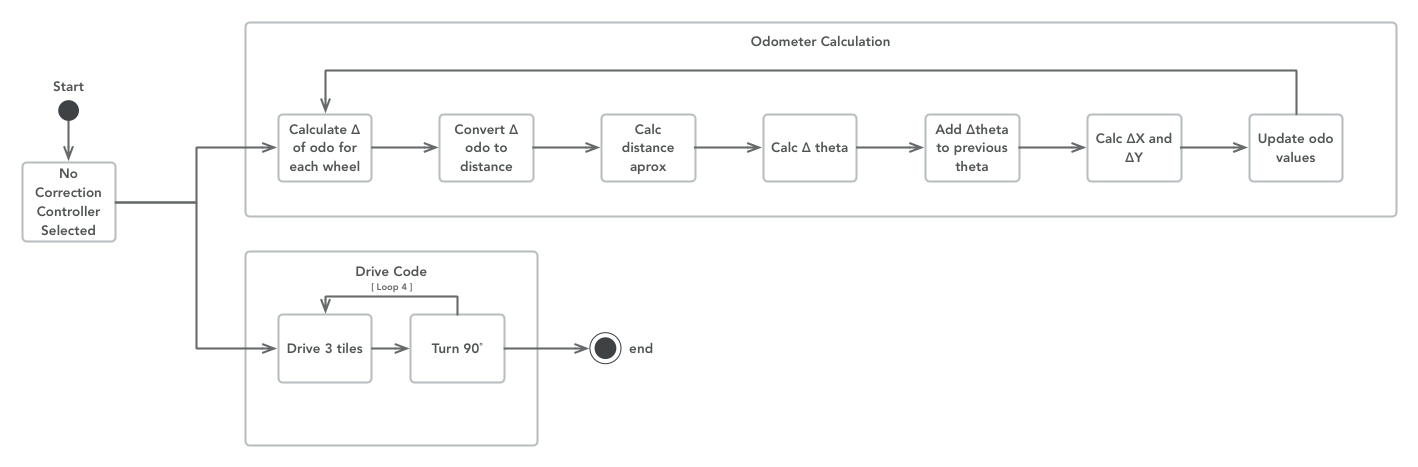 Odometer Calculation
Start
Calculate Δ
of odo for
each wheel
Convert Δ
odo to
distance
Calc
distance
aprox
Calc Δ theta
Add Δtheta
to previous
theta
Calc ΔX and
ΔY
Update odo
values
No
Correction
Controller
Selected
Drive Code
[ Loop 4 ]
Drive 3 tiles
Turn 90˚
end